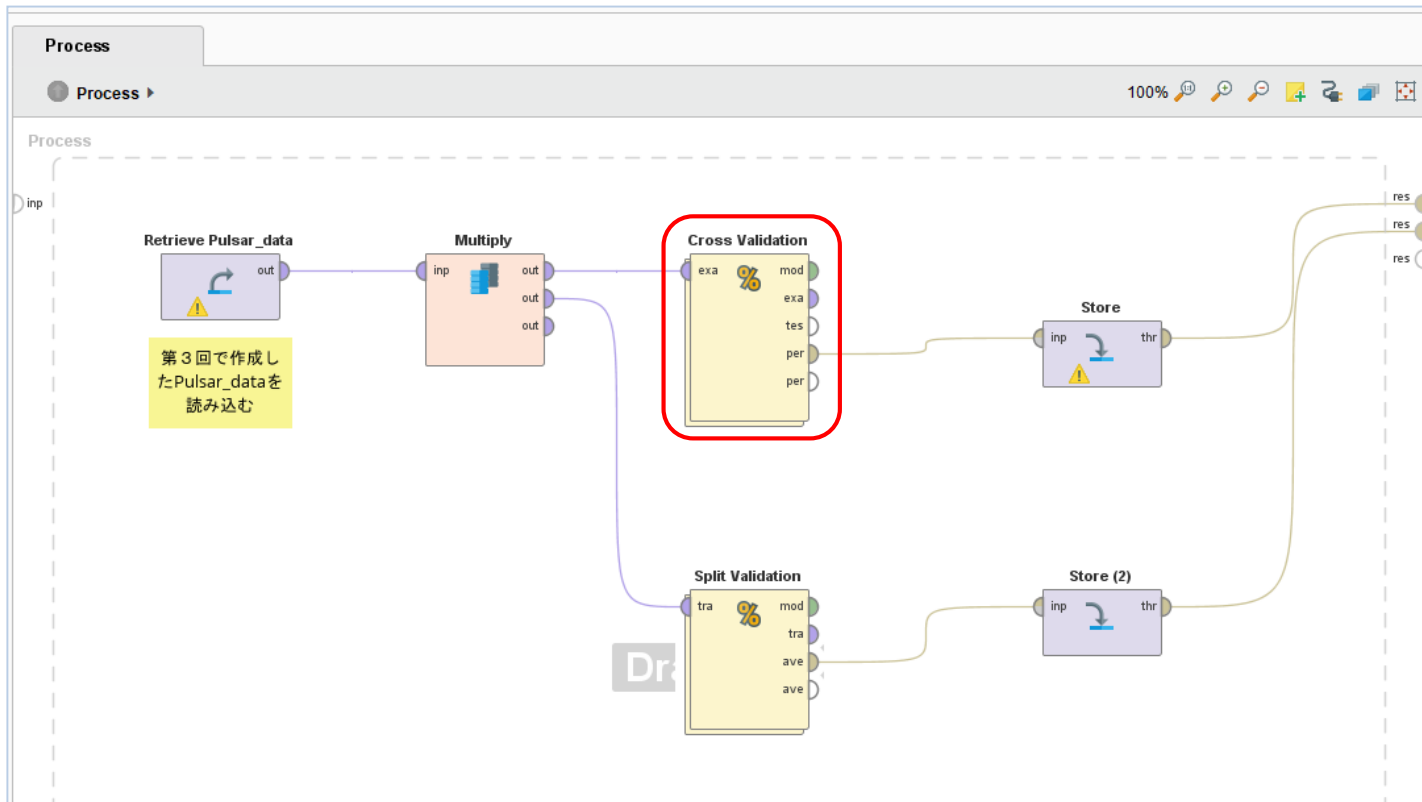 Process
Process
100%
Process
inp
res
res
res
Retrieve Pulsar_data
out
第３回で作成し
たPulsar_dataを
読み込む
Multiply
inp
out
out
out
Cross Validation
exa
mod
exa
tes
per
per
Store
inp
thr
Split Validation
tra
mod
tra
ave
ave
Store (2)
inp
thr